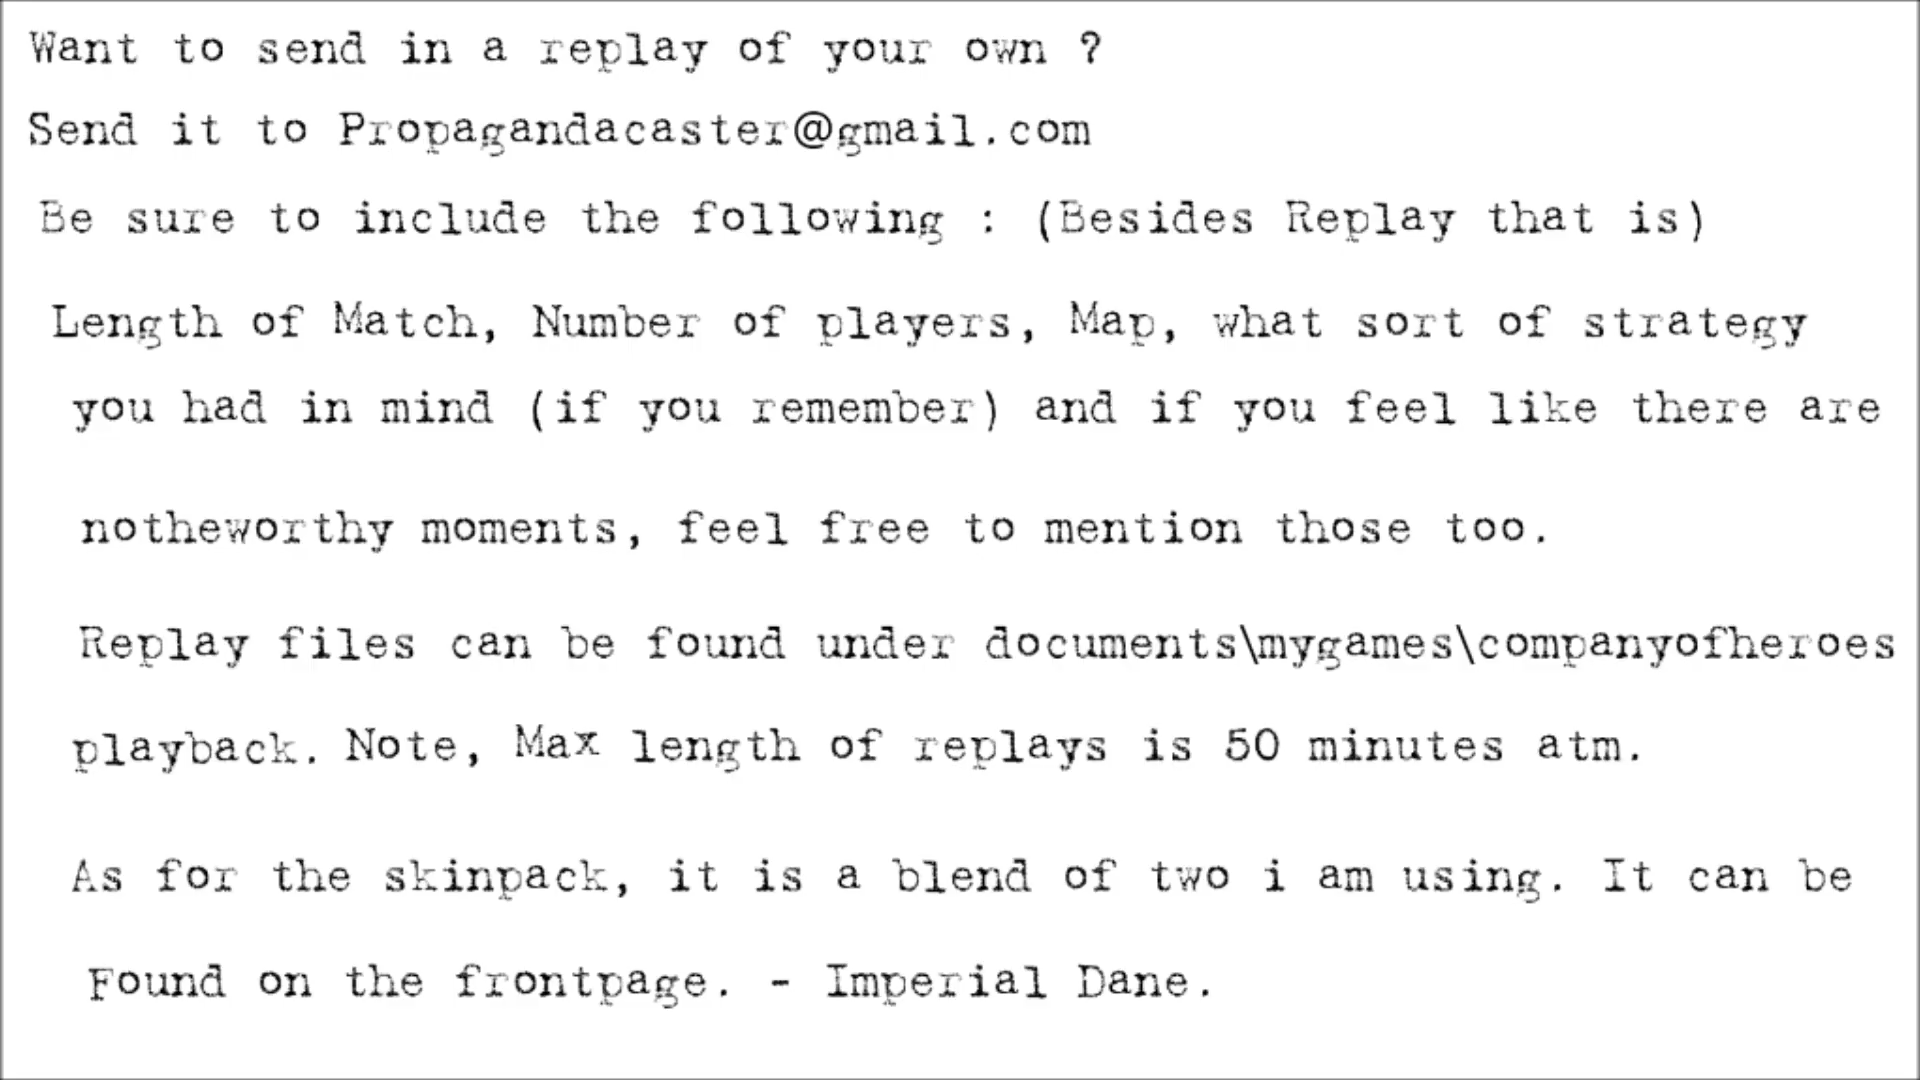 Want to send in a replay of your own ?
Send it to Propagandacaster@gmail.com
Be sure to include the following : (Besides Replay that is)
Length of Match, Number of players, Map, what sort of strategy
you had in mind (if you remember) and if you feel like there are
notheworthy moments, feel free to mention those too.
Replay files can be found under documents\mygames\companyofheroes
playback. Note, Max length of replays is 50 minutes atm.
As for the skinpack, it is a blend of two i am using. It can be
Found on the frontpage. - Imperial Dane.